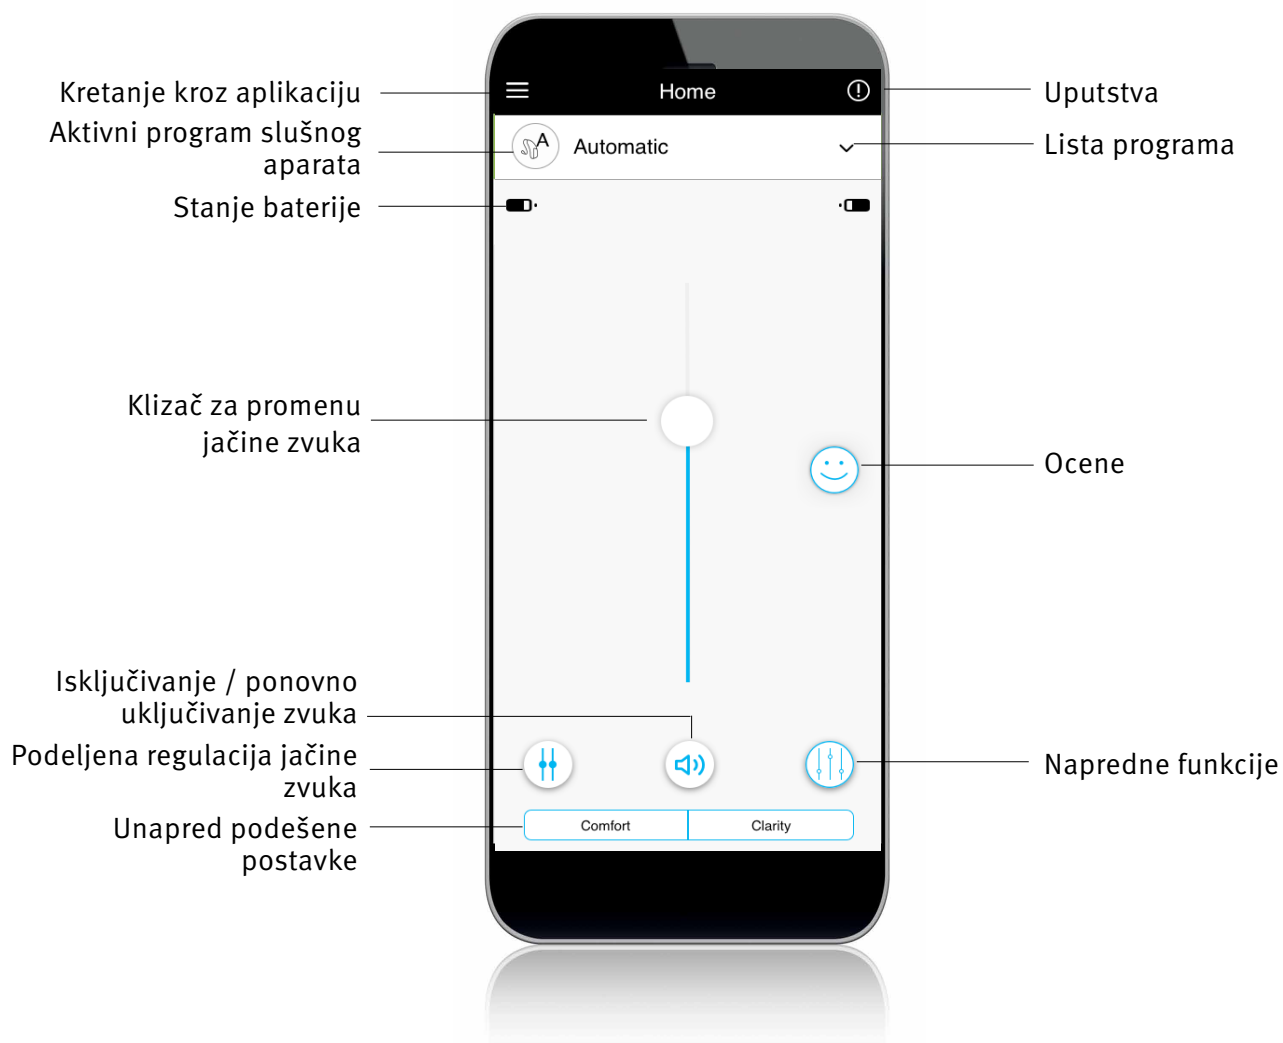 Kretanje kroz aplikaciju
Aktivni program slušnog
aparata
Stanje baterije
Klizač za promenu
jačine zvuka
Isključivanje / ponovno
uključivanje zvuka
Podeljena regulacija jačine
zvuka
Unapred podešene
postavke
Home
A
Automatic
Comfort
Clarity
Uputstva
Lista programa
Ocene
Napredne funkcije